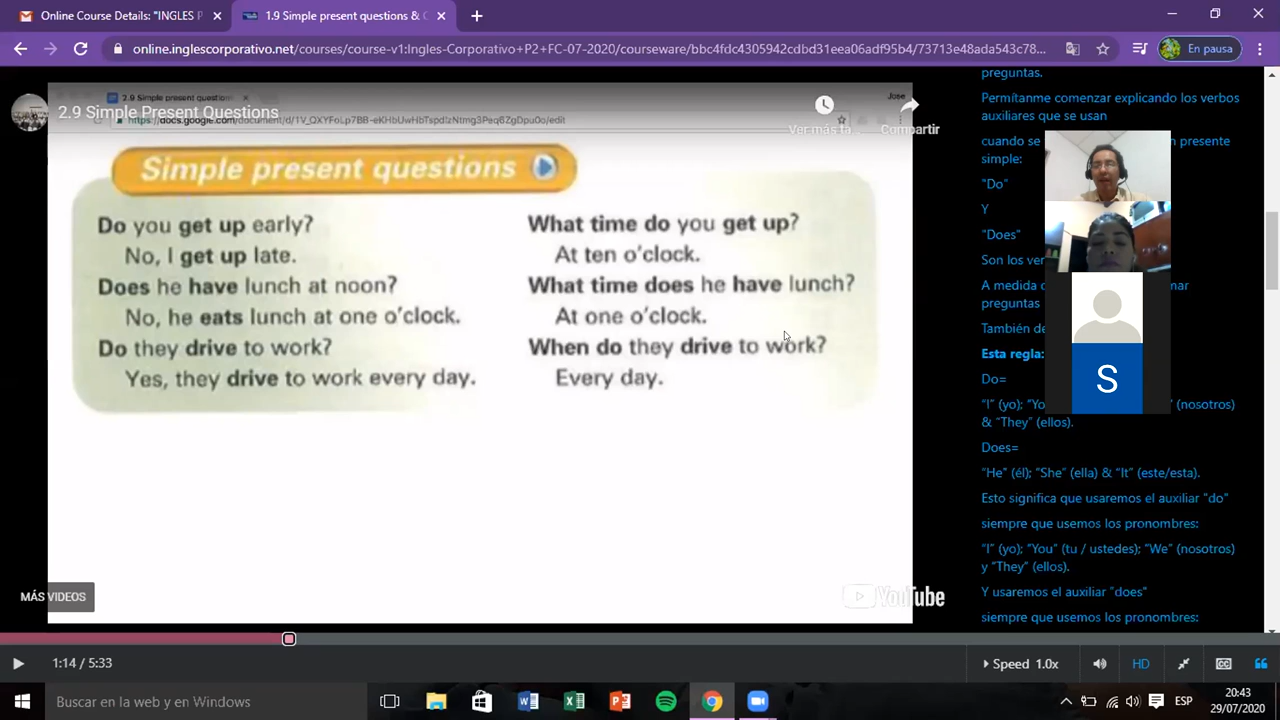 Online Course Details: "INGLES P
1.9 Simple present questions & C
online.inglescorporativo.net/courses/course-v1:Ingles-Corporativo+P2+FC-07-2020/courseware/bbc4fdc4305942cdbd31eea06adf95b4/73713e48ada543c78...
En pausa
2.9 Simple present question
Jose
2.9 Simple Present Questions
Ver más ta...
Compartir
Simple present questions
Do you get up early?
No, I get up late.
Does he have lunch at noon?
No, he eats lunch at one o'clock.
Do they drive to work?
Yes, they drive to work every day.
What time do you get up?
At ten o'clock.
What time does he have lunch?
At one o'clock.
When do they drive to work?
Every day.
MÁS VIDEOS
YouTube
preguntas.
Permítanme comenzar explicando los verbos
auxiliares que se usan
cuando se
presente
simple:
"Do"
Y
"Does"
Son los
A medida
preguntas
También
Esta regla:
Do=
"I" (yo);
(nosotros)
& "They" (ellos).
Does=
"He" (él); "She" (ella) & "It" (este/esta).
Esto significa que usaremos el auxiliar "do"
siempre que usemos los pronombres:
"I" (yo); "You" (tu / ustedes); "We" (nosotros)
y "They" (ellos).
Y usaremos el auxiliar "does"
siempre que usemos los pronombres:
S
1:14 / 5:33
Speed 1.0x
HD
Buscar en la web y en Windows
ESP
20:43
29/07/2020